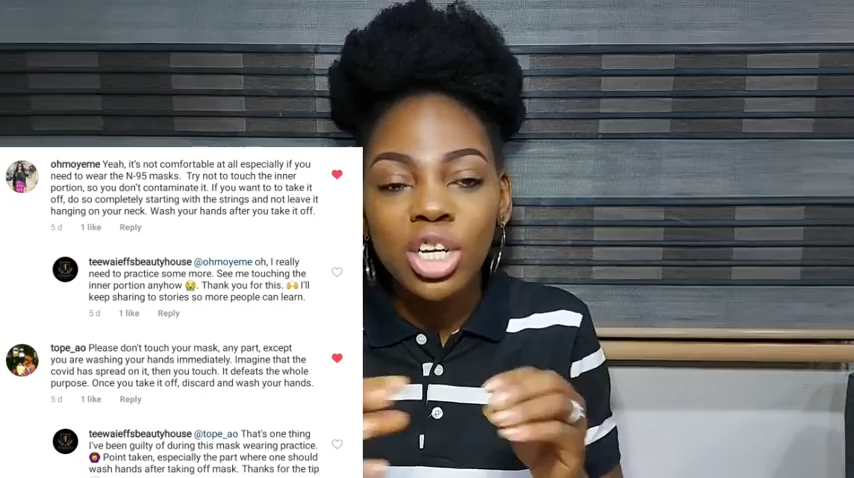 ohmoyeme Yeah, it's not comfortable at all especially if you
need to wear the N-95 masks. Try not to touch the inner
portion, so you don't contaminate it. If you want to to take it
off, do so completely starting with the strings and not leave it
hanging on your neck. Wash your hands after you take it off.
5 d 1 like Reply
teewaieffsbeautyhouse @ohmoyeme oh, I really
need to practice some more. See me touching the
inner portion anyhow 😭. Thank you for this. 🙌 I'll
keep sharing to stories so more people can learn.
5 d 1 like Reply
tope_ao Please don't touch your mask, any part, except
you are washing your hands immediately. Imagine that the
covid has spread on it, then you touch. It defeats the whole
purpose. Once you take it off, discard and wash your hands.
5 d 1 like Reply
teewaieffsbeautyhouse @tope_ao That's one thing
I've been guilty of during this mask wearing practice.
Point taken, especially the part where one should
wash hands after taking off mask. Thanks for the tip